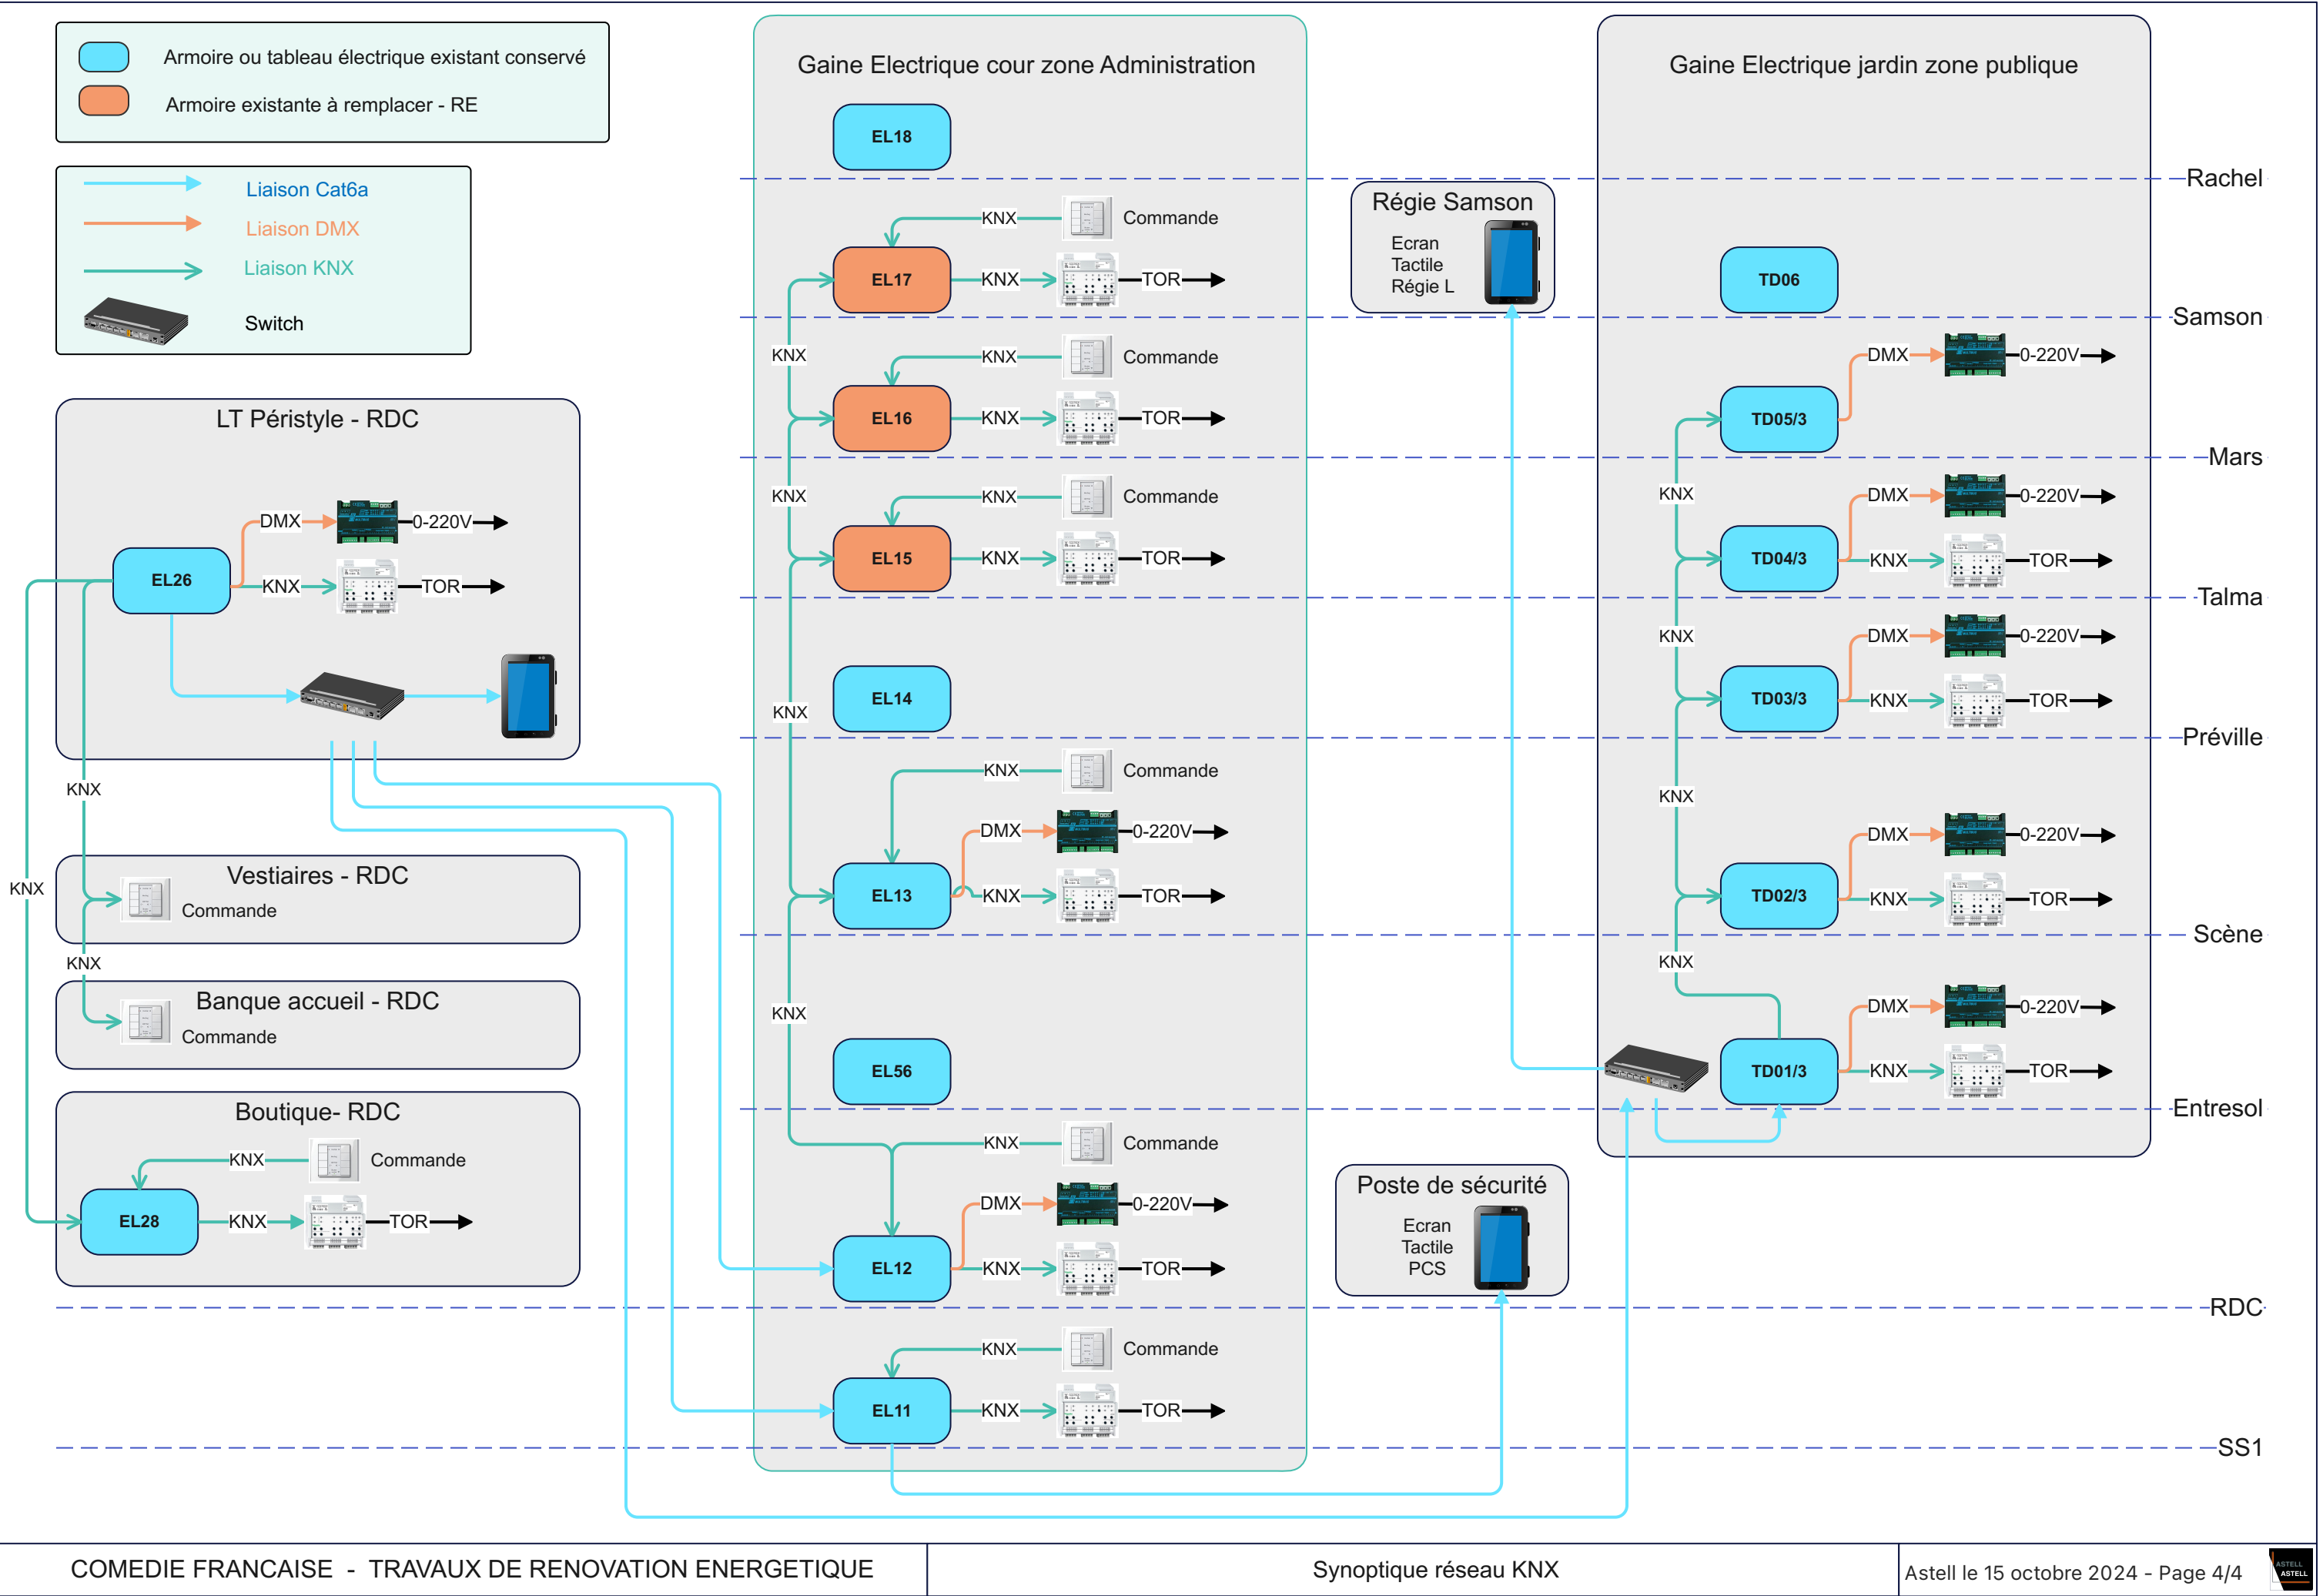 Armoire ou tableau électrique existant conservé
Armoire existante à remplacer - RE
Liaison Cat6a
Liaison DMX
Liaison KNX
Switch
LT Péristyle - RDC
DMX
0-220V
EL26
KNX
TOR
KNX
KNX
Vestiaires - RDC
Commande
KNX
Banque accueil - RDC
Commande
Boutique- RDC
KNX
Commande
EL28
KNX
TOR
Gaine Electrique cour zone Administration
EL18
KNX
Commande
EL17
KNX
TOR
KNX
KNX
Commande
EL16
KNX
TOR
KNX
KNX
Commande
EL15
KNX
TOR
EL14
KNX
KNX
Commande
DMX
0-220V
EL13
KNX
TOR
KNX
EL56
KNX
Commande
DMX
0-220V
EL12
KNX
TOR
KNX
Commande
EL11
KNX
TOR
Régie Samson
Ecran
Tactile
Régie L
Poste de sécurité
Ecran
Tactile
PCS
Gaine Electrique jardin zone publique
TD06
DMX
0-220V
TD05/3
KNX
DMX
0-220V
TD04/3
KNX
TOR
KNX
DMX
0-220V
TD03/3
KNX
TOR
KNX
DMX
0-220V
TD02/3
KNX
TOR
KNX
DMX
0-220V
TD01/3
KNX
TOR
Rachel
Samson
Mars
Talma
Préville
Scène
Entresol
RDC
SS1
COMEDIE FRANCAISE - TRAVAUX DE RENOVATION ENERGETIQUE
Synoptique réseau KNX
Astell le 15 octobre 2024 - Page 4/4
ASTELL
ASTELL